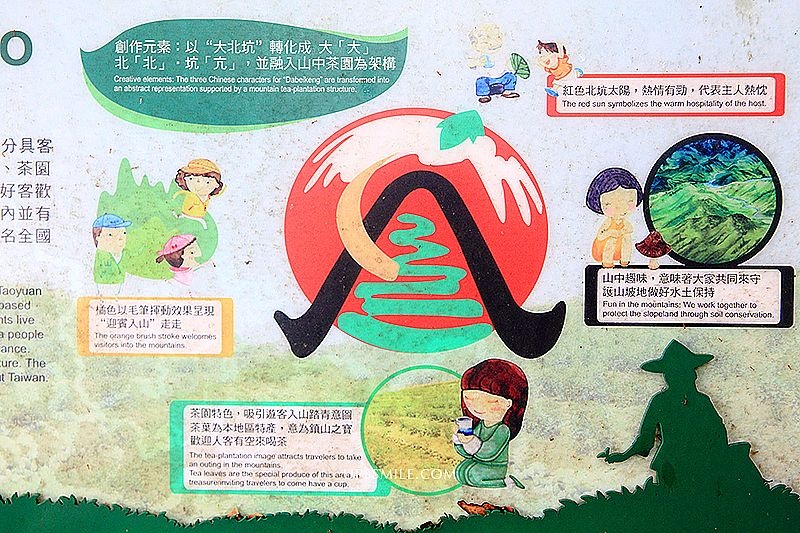 創作元素：以“大北坑”轉化成 大「大」
北「北」、坑「亢」，並融入山中茶園為架構
Creative elements: The three Chinese characters for "Dabeikeng" are transformed into
an abstract representation supported by a mountain tea-plantation structure.
紅色北坑太陽，熱情有勁，代表主人熱忱
The red sun symbolizes the warm hospitality of the host.
分具客
、茶園
好客歡
內並有
名全國
Taoyuan
based
nts live
a people
ance,
ture. The
ut Taiwan.
橘色以毛筆揮動效果呈現
“迎賓入山”走走
The orange brush stroke welcomes
visitors into the mountains.
山中趣味，意味著大家共同來守
護山坡地做好水土保持
Fun in the mountains: We work together to
protect the slopeland through soil conservation.
茶園特色，吸引遊客入山踏青意圖
茶葉為本地區特產，意為鎮山之寶
歡迎人客有空來喝茶
The tea-plantation image attracts travelers to take
an outing in the mountains.
Tea leaves are the special produce of this area, a
treasure inviting travelers to come have a cup.
SMILE.COM